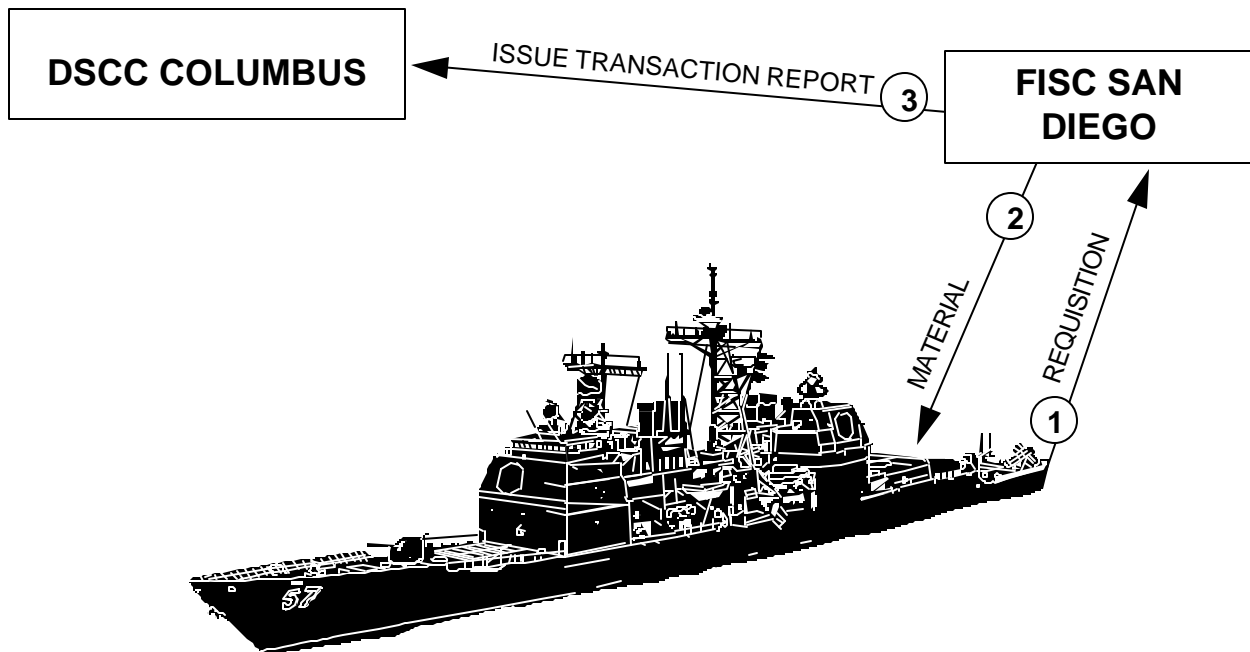 DSCC COLUMBUS
ISSUE TRANSACTION REPORT
3
FISC SAN
DIEGO
2
MATERIAL
REQUISITION
1
57